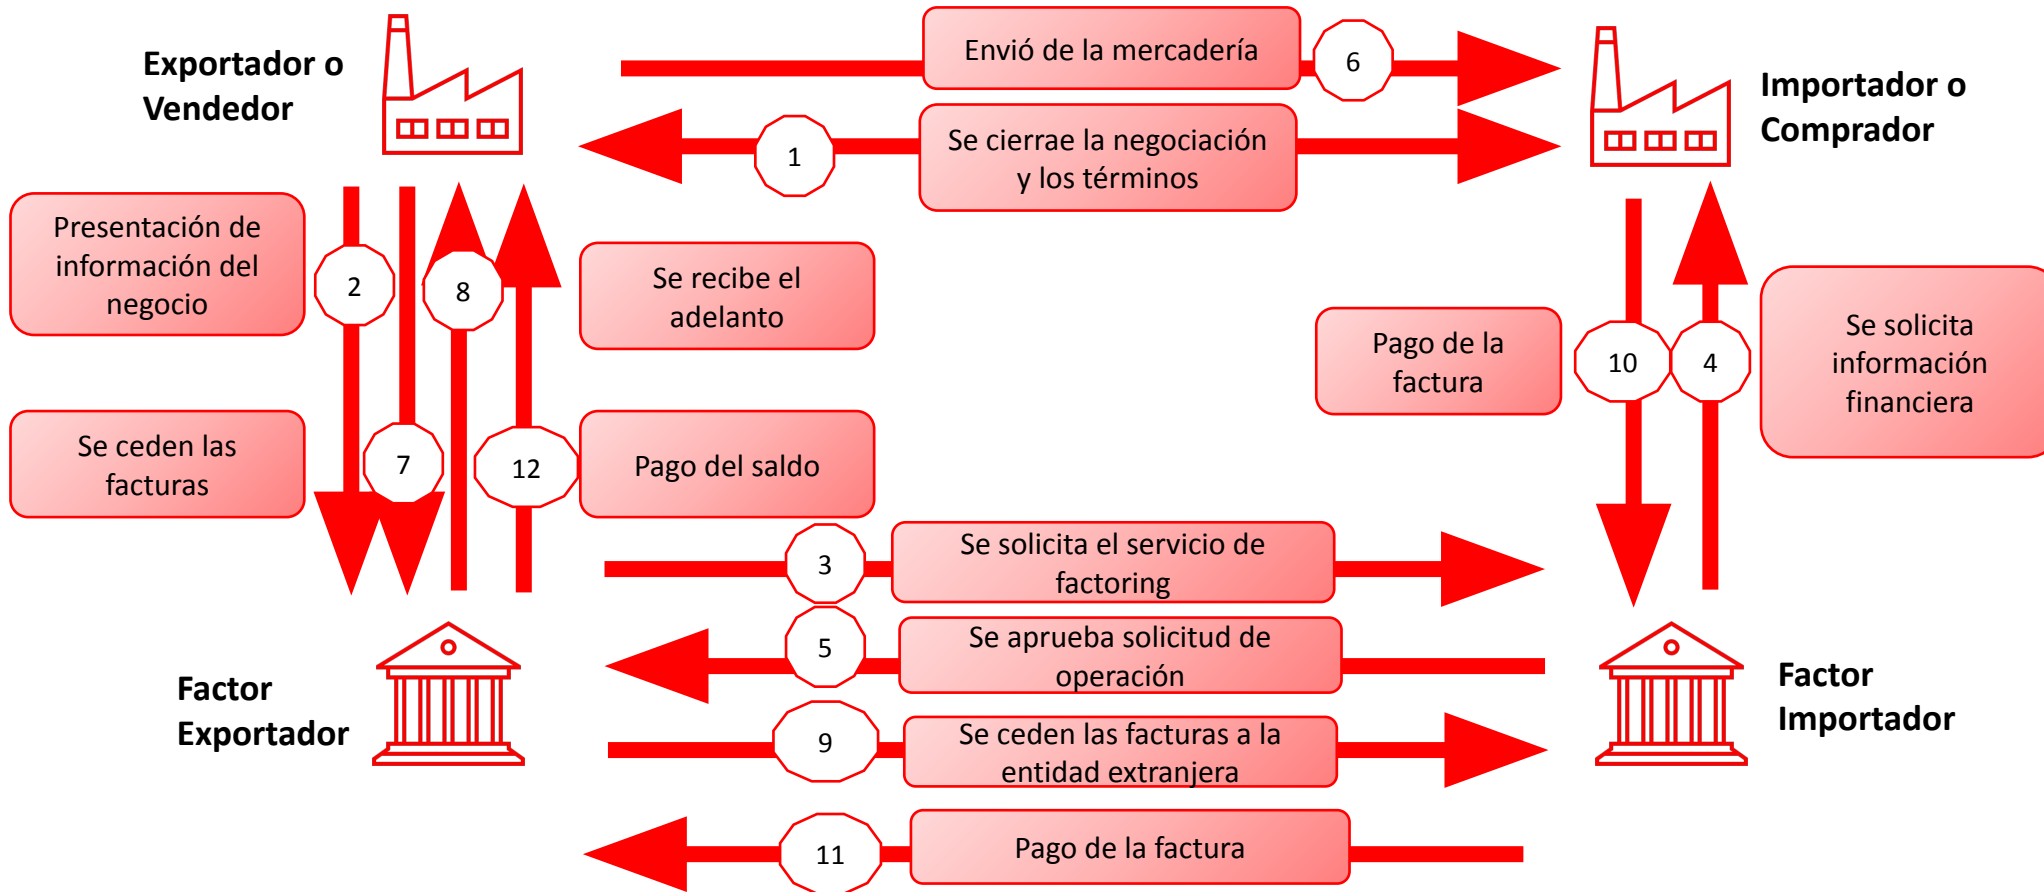 Exportador o
Vendedor
Envió de la mercadería
6
Importador o
Comprador
1
Se cierrae la negociación
y los términos
Presentación de
información del
negocio
2
8
Se recibe el
adelanto
Pago de la
factura
10
4
Se solicita
información
financiera
Se ceden las
facturas
7
12
Pago del saldo
3
Se solicita el servicio de
factoring
5
Se aprueba solicitud de
operación
Factor
Exportador
Factor
Importador
9
Se ceden las facturas a la
entidad extranjera
11
Pago de la factura